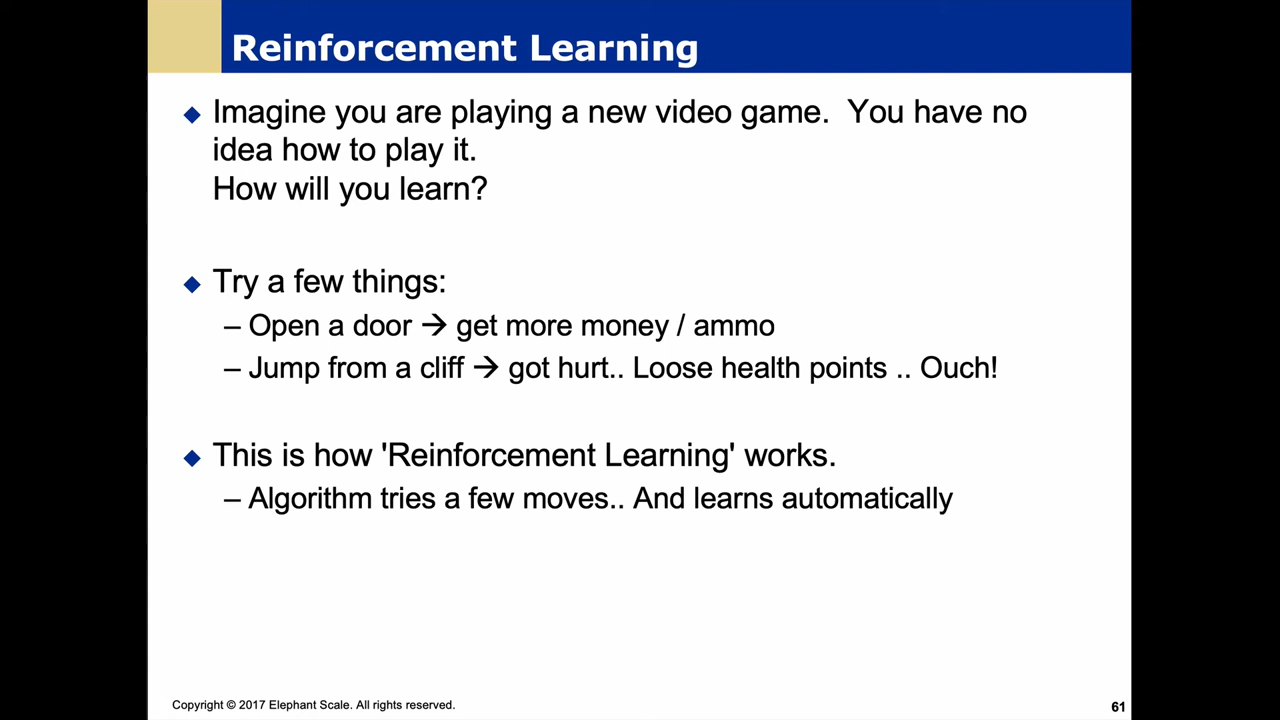 Reinforcement Learning
◆ Imagine you are playing a new video game.  You have no
idea how to play it.
How will you learn?
◆ Try a few things:
– Open a door → get more money / ammo
– Jump from a cliff → got hurt.. Loose health points .. Ouch!
◆ This is how 'Reinforcement Learning' works.
– Algorithm tries a few moves.. And learns automatically
Copyright © 2017 Elephant Scale. All rights reserved.
61